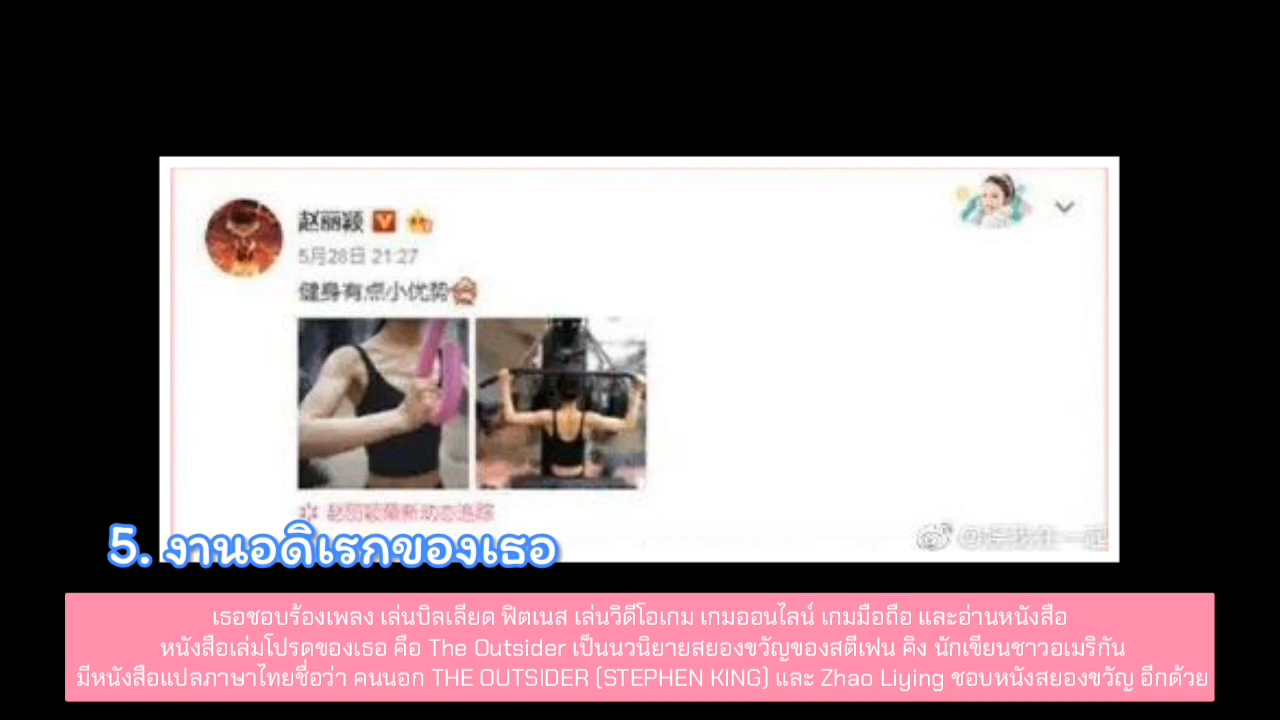 赵丽颖
5月28日 21:27
健身有点小优势
赵丽颖最新动态追踪
5. งานอดิเรกของเธอ
เธอชอบร้องเพลง เล่นบิลเลียด ฟิตเนส เล่นวิดีโอเกม เกมออนไลน์ เกมมือถือ และอ่านหนังสือ
หนังสือเล่มโปรดของเธอ คือ The Outsider เป็นนวนิยายสยองขวัญของสตีเฟน คิง นักเขียนชาวอเมริกัน
มีหนังสือแปลภาษาไทยชื่อว่า คนนอก THE OUTSIDER (STEPHEN KING) และ Zhao Liying ชอบหนังสยองขวัญ อีกด้วย